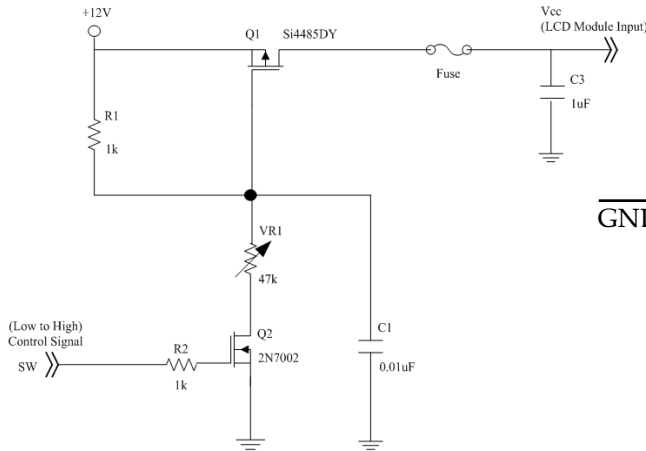 +12V
Q1
Si4485DY
Vcc
(LCD Module Input)
Fuse
C3
1uF
R1
1k
VR1
47k
(Low to High)
Control Signal
SW
R2
1k
Q2
2N7002
C1
0.01uF